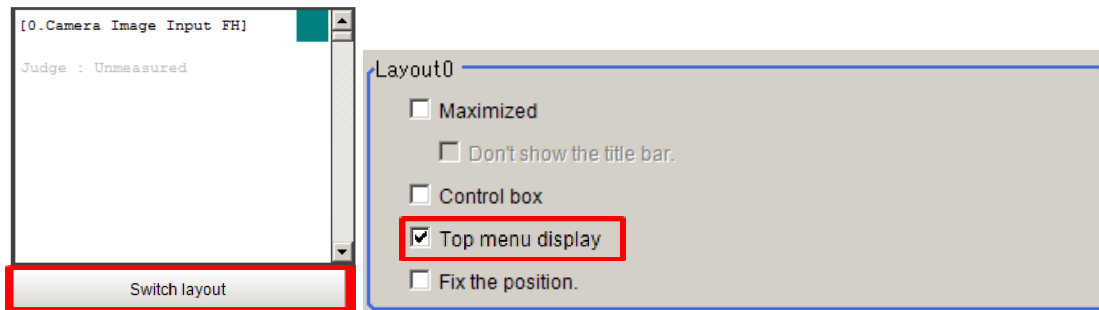 [0.Camera Image Input FH]
Judge : Unmeasured
Switch layout
Layout0
Maximized
Don't show the title bar.
Control box
Top menu display
Fix the position.